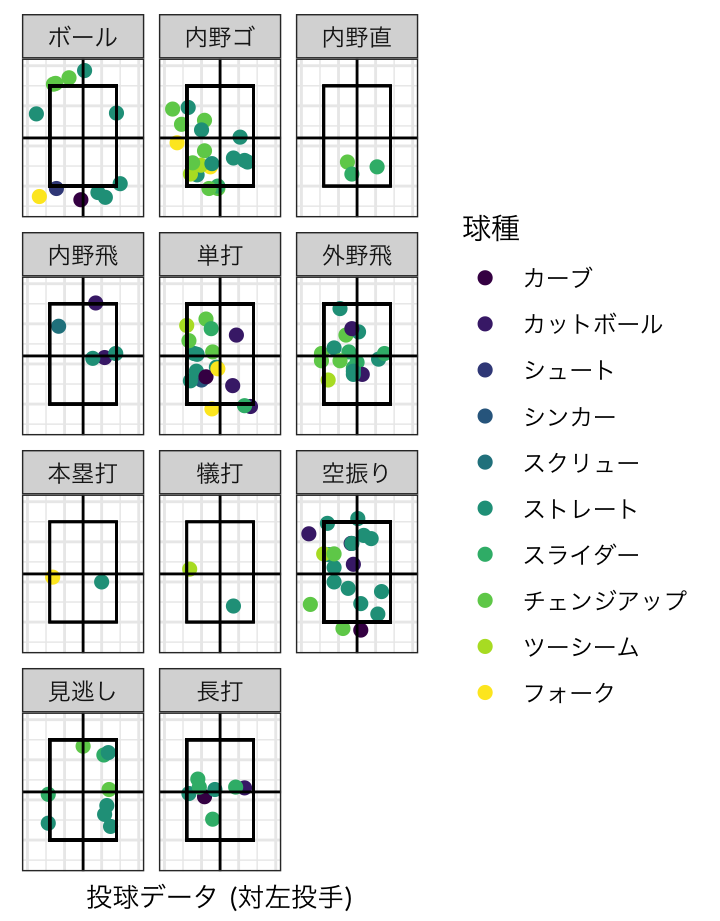 ボール
内野ゴ
内野直
内野飛
単打
外野飛
本塁打
犠打
空振り
見逃し
長打
球種
カーブ
カットボール
シュート
シンカー
スクリュー
ストレート
スライダー
チェンジアップ
ツーシーム
フォーク
投球データ (対左投手)